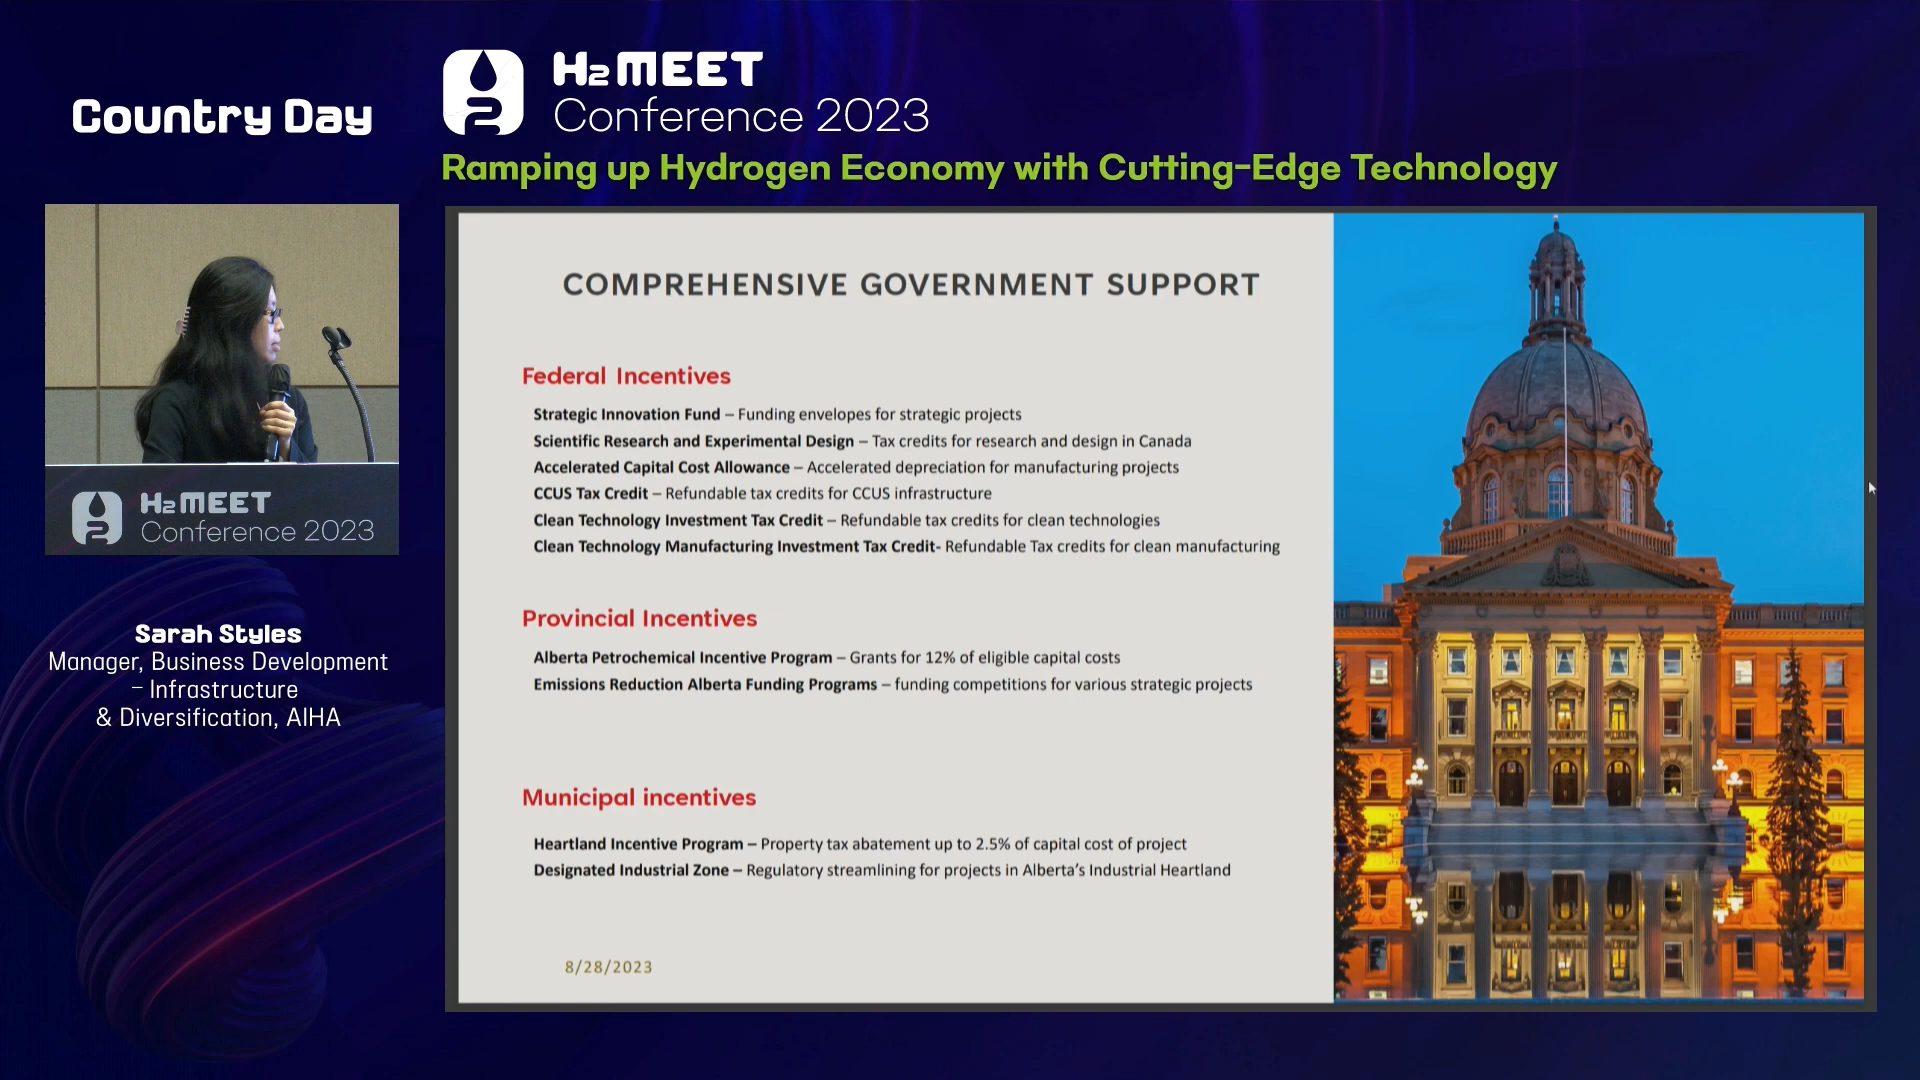 Country Day
H2 MEET
Conference 2023
Ramping up Hydrogen Economy with Cutting-Edge Technology
H2 MEET
Conference 2023
Sarah Styles
Manager, Business Development
– Infrastructure
& Diversification, AIHA
COMPREHENSIVE GOVERNMENT SUPPORT
Federal Incentives
Strategic Innovation Fund – Funding envelopes for strategic projects
Scientific Research and Experimental Design – Tax credits for research and design in Canada
Accelerated Capital Cost Allowance – Accelerated depreciation for manufacturing projects
CCUS Tax Credit – Refundable tax credits for CCUS infrastructure
Clean Technology Investment Tax Credit – Refundable tax credits for clean technologies
Clean Technology Manufacturing Investment Tax Credit- Refundable Tax credits for clean manufacturing
Provincial Incentives
Alberta Petrochemical Incentive Program – Grants for 12% of eligible capital costs
Emissions Reduction Alberta Funding Programs – funding competitions for various strategic projects
Municipal incentives
Heartland Incentive Program – Property tax abatement up to 2.5% of capital cost of project
Designated Industrial Zone – Regulatory streamlining for projects in Alberta's Industrial Heartland
8/28/2023